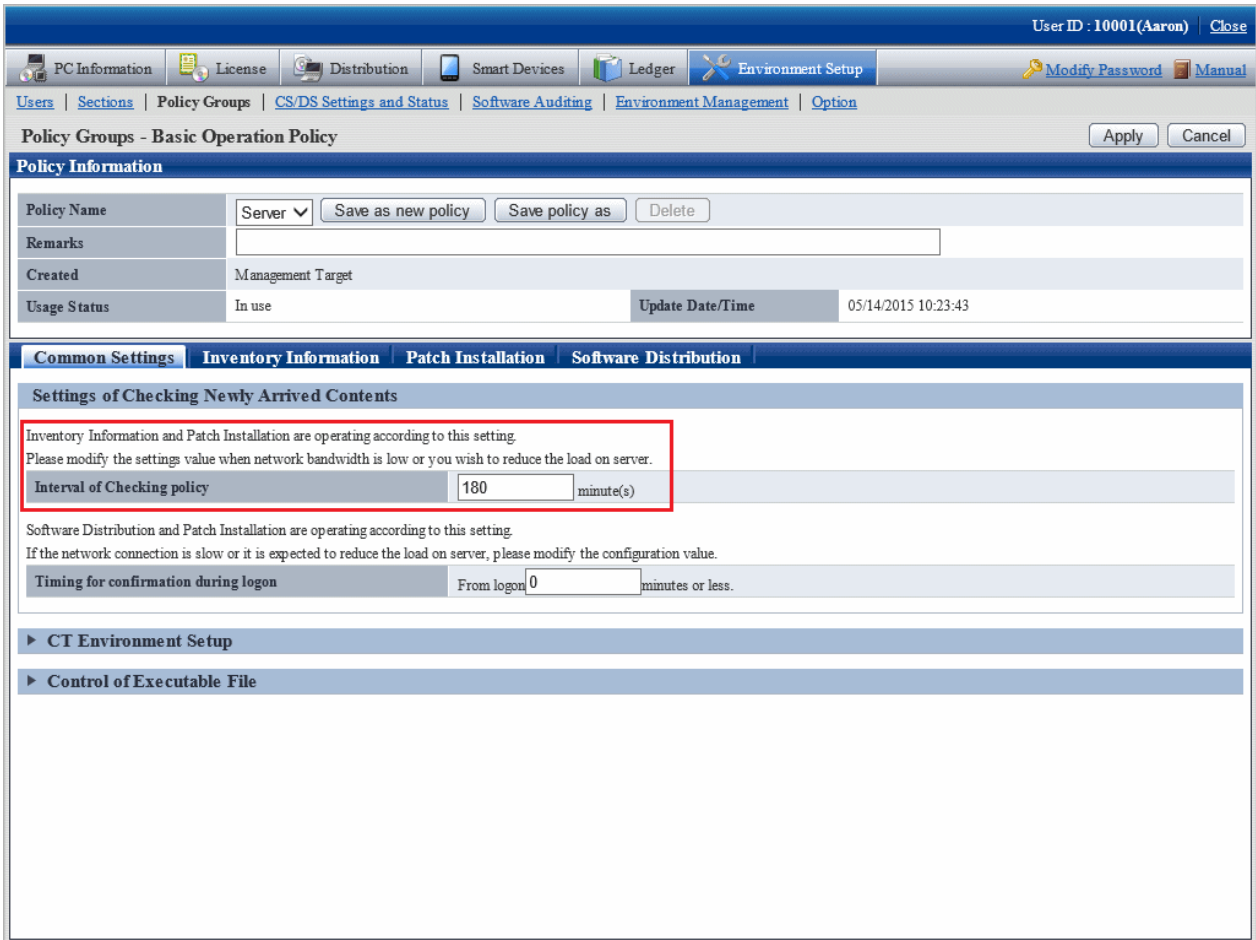 User ID : 10001(Aaron) Close
PC Information License Distribution Smart Devices Ledger Environment Setup Modify Password Manual
Users | Sections | Policy Groups | CS/DS Settings and Status | Software Auditing | Environment Management | Option
Policy Groups - Basic Operation Policy Apply Cancel
Policy Information
Policy Name Server Save as new policy Save policy as Delete
Remarks
Created Management Target
Usage Status In use Update Date/Time 05/14/2015 10:23:43
Common Settings Inventory Information Patch Installation Software Distribution
Settings of Checking Newly Arrived Contents
Inventory Information and Patch Installation are operating according to this setting.
Please modify the settings value when network bandwidth is low or you wish to reduce the load on server.
Interval of Checking policy 180 minute(s)
Software Distribution and Patch Installation are operating according to this setting.
If the network connection is slow or it is expected to reduce the load on server, please modify the configuration value.
Timing for confirmation during logon From logon 0 minutes or less.
CT Environment Setup
Control of Executable File